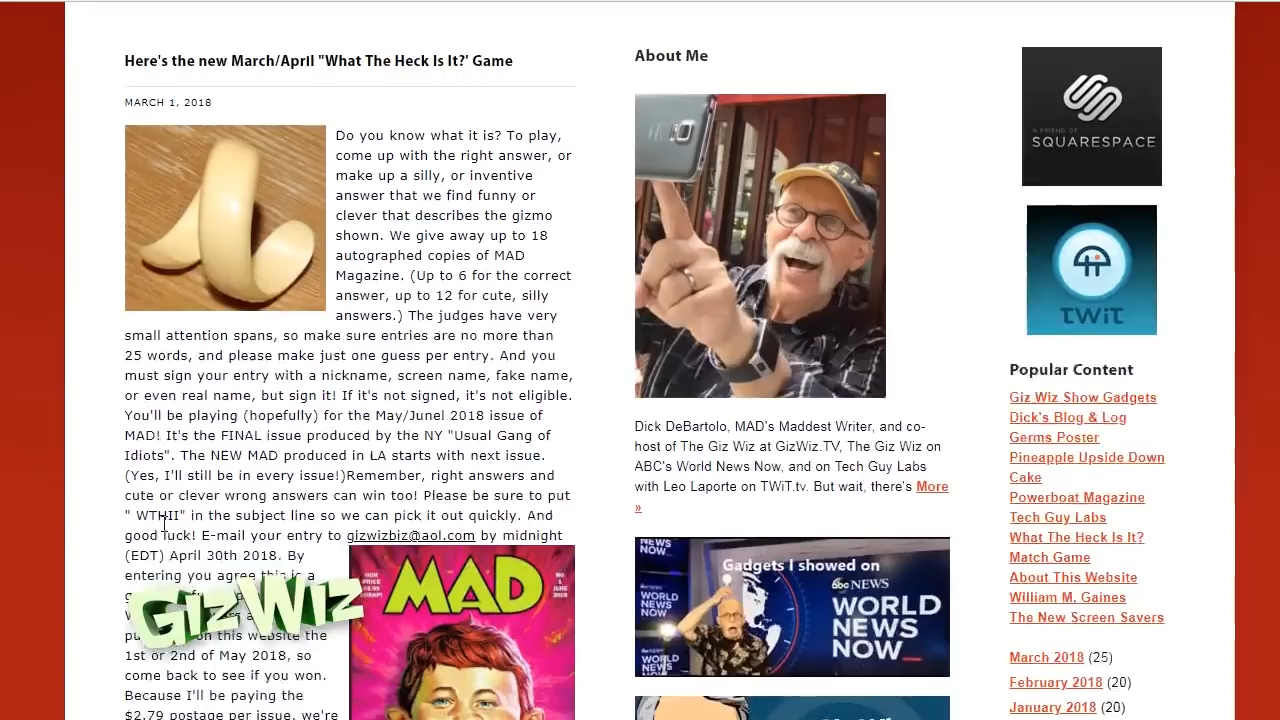 Here's the new March/April "What The Heck Is It?' Game
MARCH 1, 2018
Do you know what it is? To play,
come up with the right answer, or
make up a silly, or inventive
answer that we find funny or
clever that describes the gizmo
shown. We give away up to 18
autographed copies of MAD
Magazine. (Up to 6 for the correct
answer, up to 12 for cute, silly
answers.) The judges have very
small attention spans, so make sure entries are no more than
25 words, and please make just one guess per entry. And you
must sign your entry with a nickname, screen name, fake name,
or even real name, but sign it! If it's not signed, it's not eligible.
You'll be playing (hopefully) for the May/Junel 2018 issue of
MAD! It's the FINAL issue produced by the NY "Usual Gang of
Idiots". The NEW MAD produced in LA starts with next issue.
(Yes, I'll still be in every issue!)Remember, right answers and
cute or clever wrong answers can win too! Please be sure to put
" WTHII" in the subject line so we can pick it out quickly. And
good luck! E-mail your entry to gizwizbiz@aol.com by midnight
(EDT) April 30th 2018. By
entering you agree this is a
on this website the
1st or 2nd of May 2018, so
come back to see if you won.
Because I'll be paying the
$2.79 postage per issue, we're
GizWiz
MAD
About Me
Dick DeBartolo, MAD's Maddest Writer, and co-
host of The Giz Wiz at GizWiz.TV, The Giz Wiz on
ABC's World News Now, and on Tech Guy Labs
with Leo Laporte on TWiT.tv. But wait, there's More
»
Gadgets I showed on
abc NEWS
WORLD
NEWS
NOW
A FRIEND OF
SQUARESPACE
TWiT
Popular Content
Giz Wiz Show Gadgets
Dick's Blog & Log
Germs Poster
Pineapple Upside Down
Cake
Powerboat Magazine
Tech Guy Labs
What The Heck Is It?
Match Game
About This Website
William M. Gaines
The New Screen Savers
March 2018 (25)
February 2018 (20)
January 2018 (20)